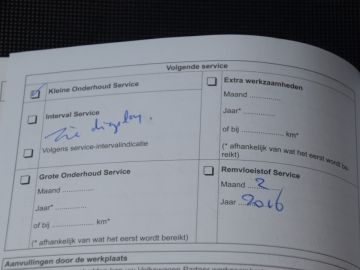 Volgende service
Kleine Onderhoud Service
Interval Service
Zie display.
Volgens service-intervalindicatie
Grote Onderhoud Service
Maand ..............
Jaar* ..............
of bij .............. km*
(* afhankelijk van wat het eerst wordt bereikt)
Extra werkzaamheden
Maand ..............
Jaar* ..............
of bij .............. km*
(* afhankelijk van wat het eerst wordt bereikt)
Remvloeistof Service
Maand 2
Jaar 2016
Aanvullingen door de werkplaats